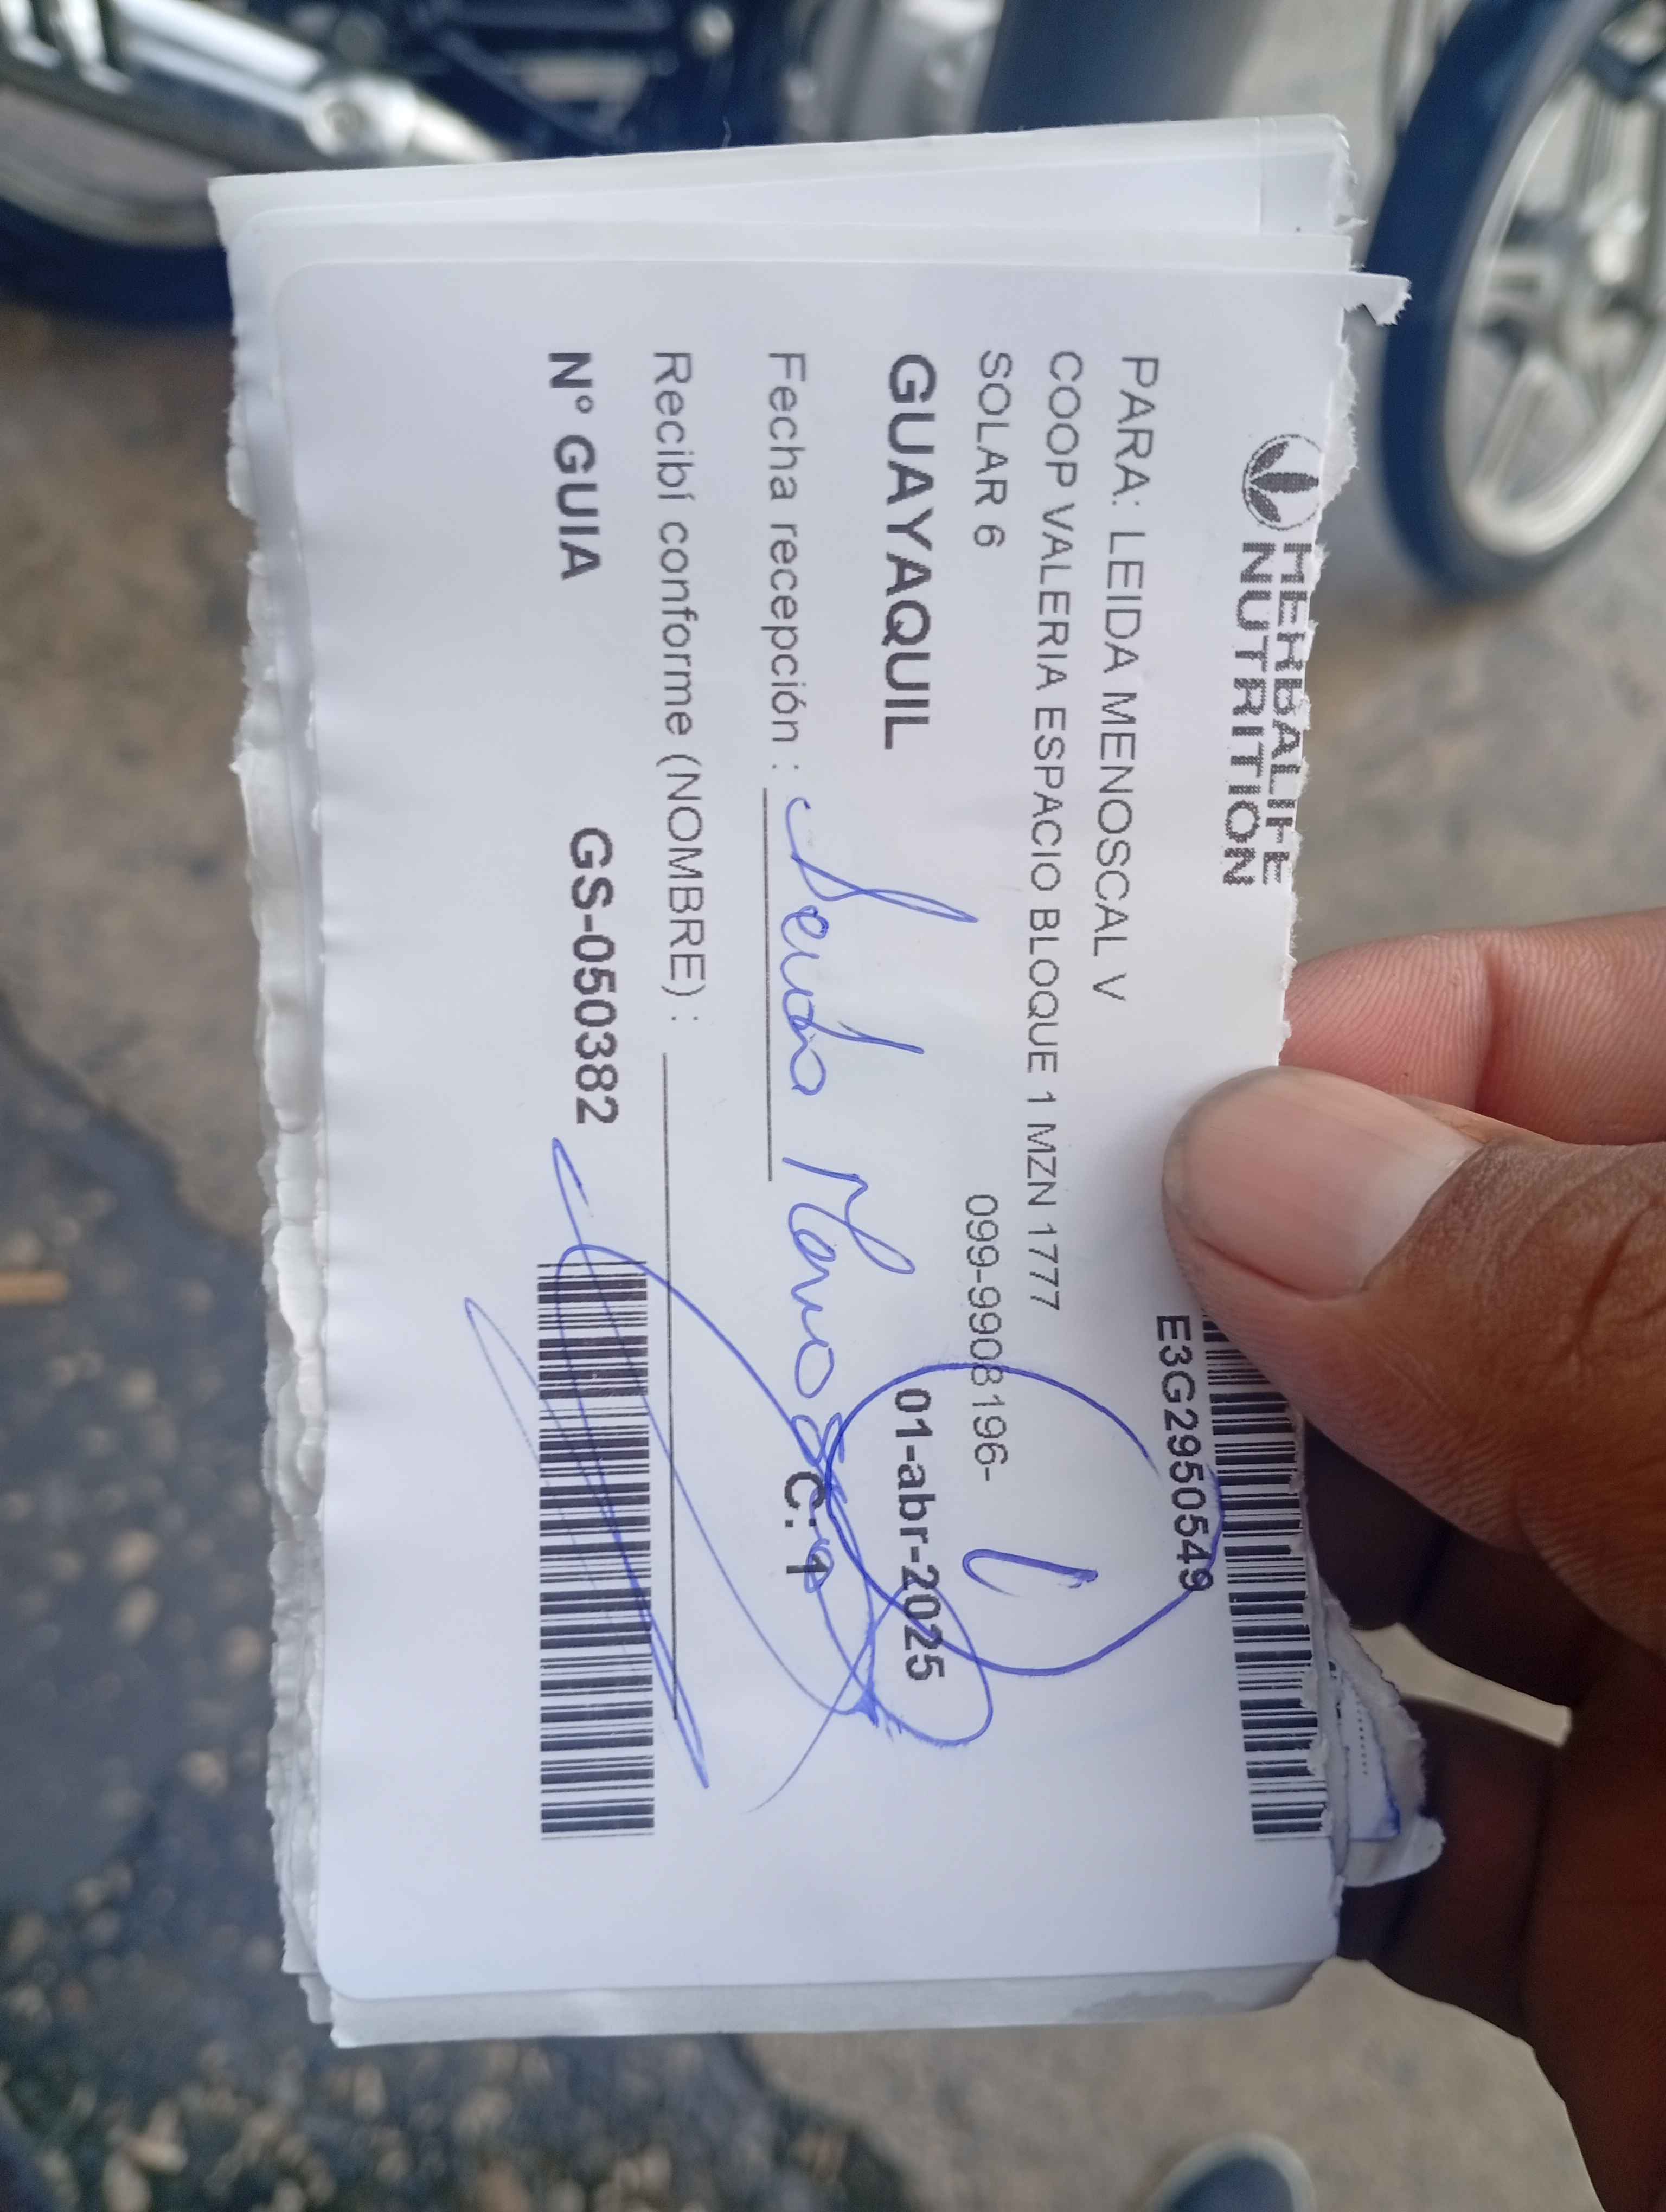 HERBALIFE
NUTRITION
E3G2950549
PARA: LEIDA MENOSCAL V
COOP VALERIA ESPACIO BLOQUE 1 MZN 1777
SOLAR 6
099-9908196-
GUAYAQUIL
01-abr-2025
Fecha recepción :
C: 1
Recibí conforme (NOMBRE) :
N° GUIA GS-050382